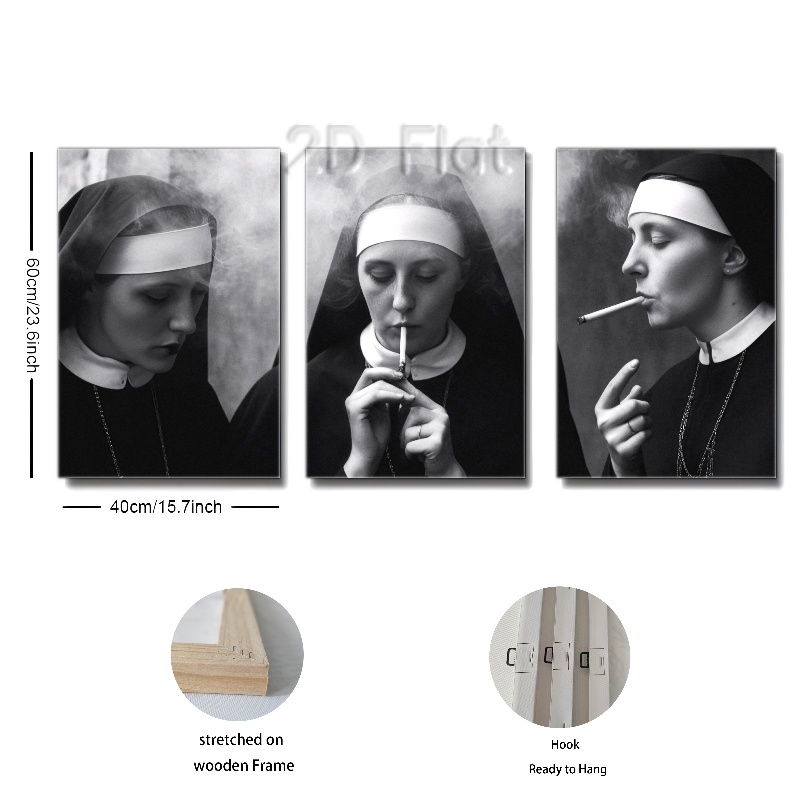 2D Flat
60cm/23.6inch
40cm/15.7inch
stretched on
wooden Frame
Hook
Ready to Hang